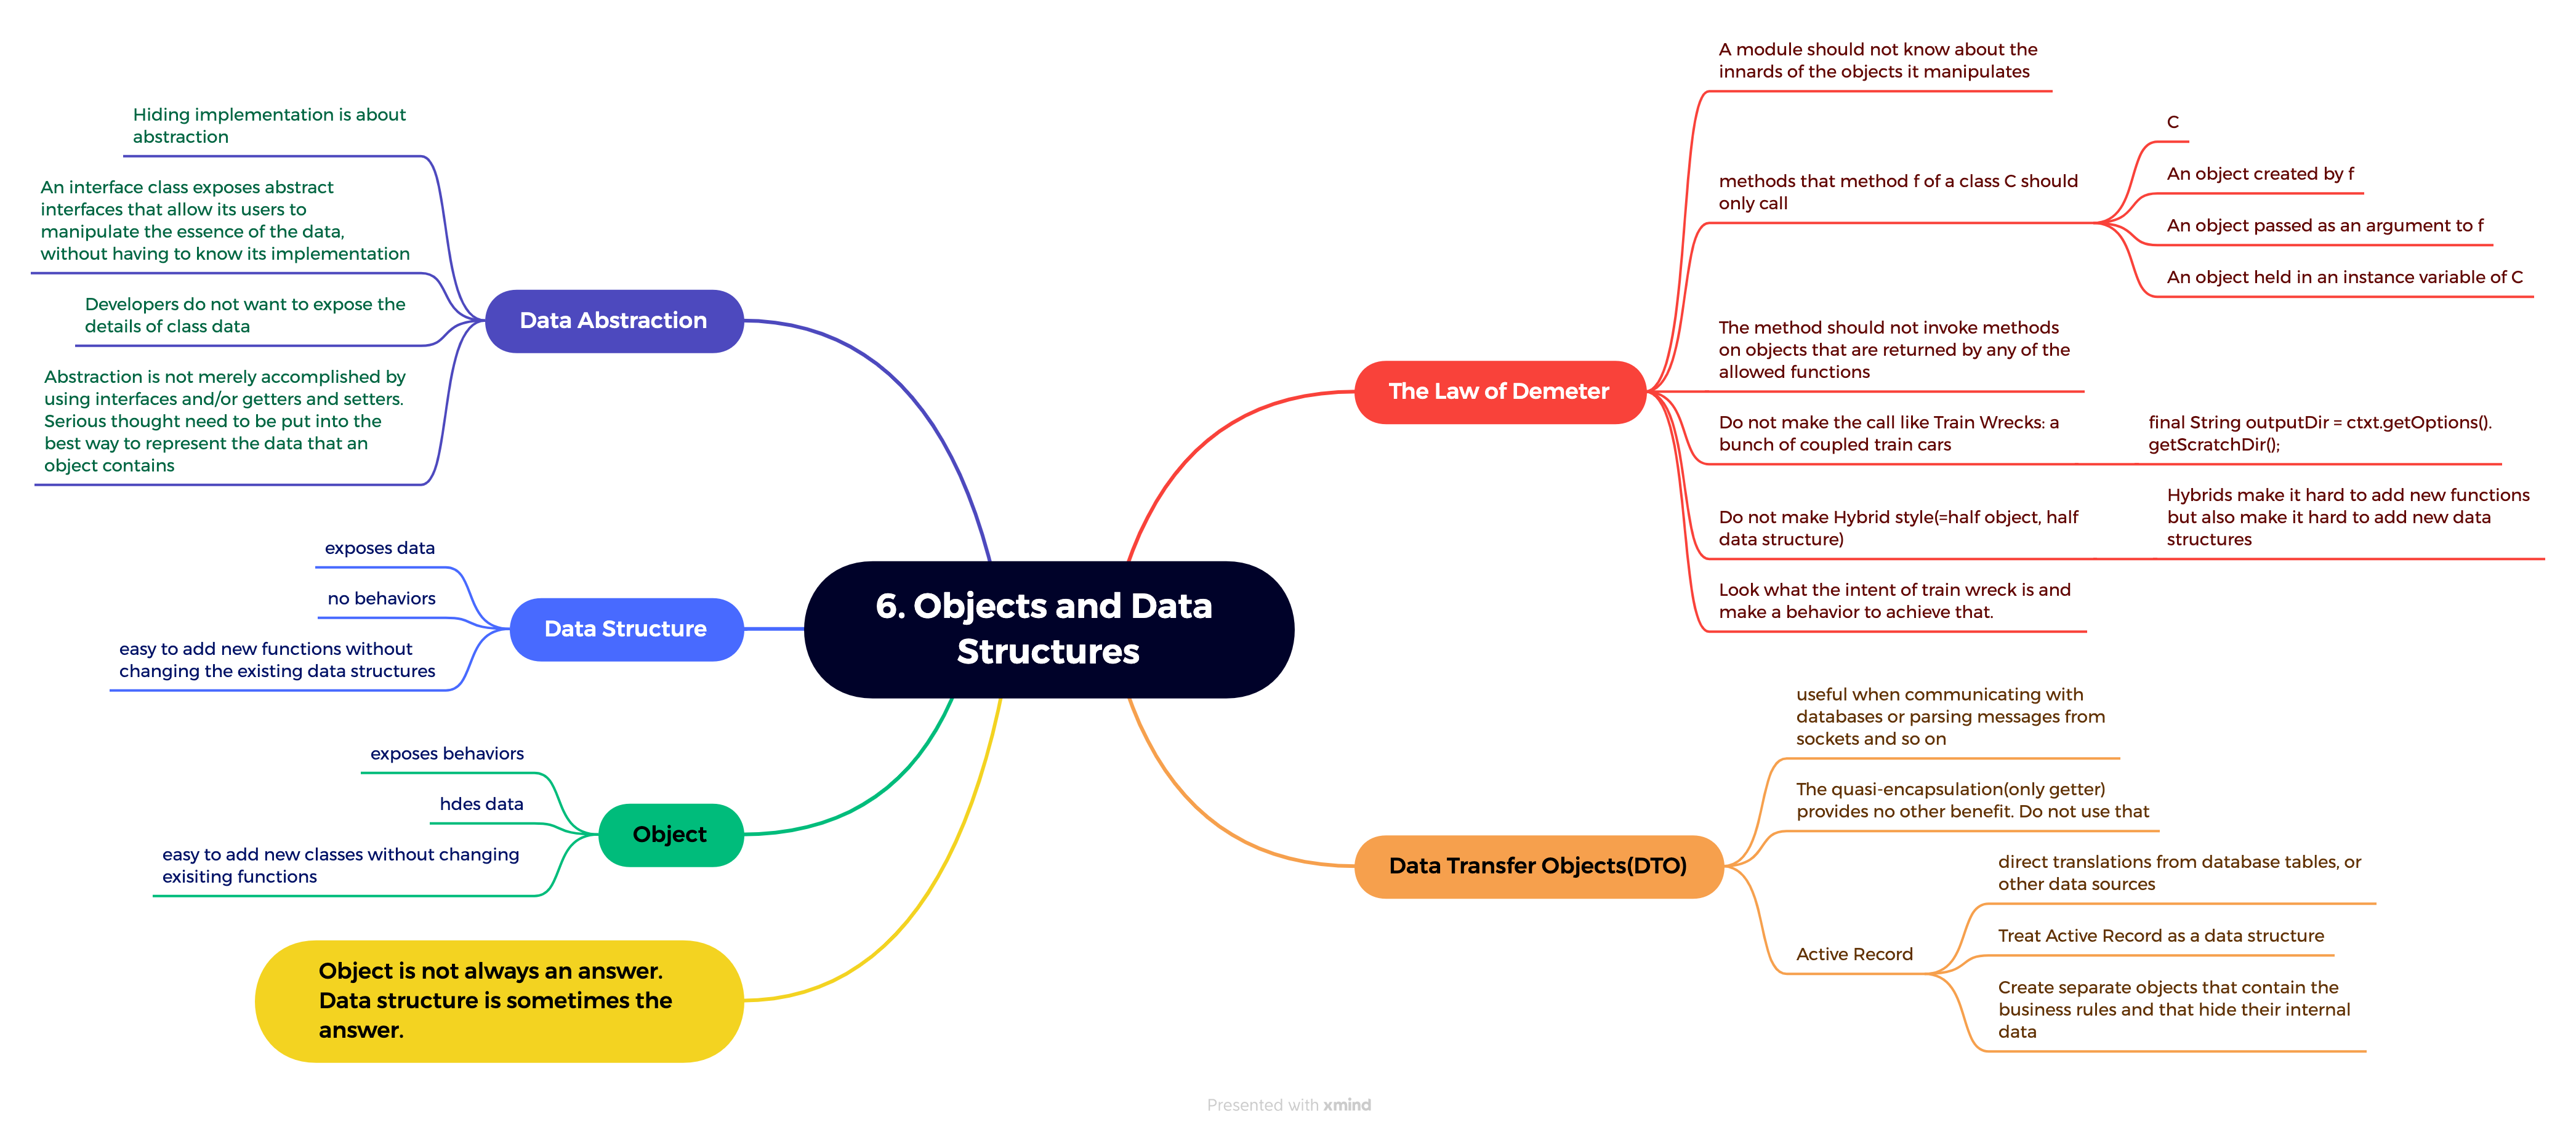 6. Objects and Data
Structures
Data Abstraction
Hiding implementation is about
abstraction
An interface class exposes abstract
interfaces that allow its users to
manipulate the essence of the data,
without having to know its implementation
Developers do not want to expose the
details of class data
Abstraction is not merely accomplished by
using interfaces and/or getters and setters.
Serious thought need to be put into the
best way to represent the data that an
object contains
Data Structure
exposes data
no behaviors
easy to add new functions without
changing the existing data structures
Object
exposes behaviors
hdes data
easy to add new classes without changing
exisiting functions
Object is not always an answer.
Data structure is sometimes the
answer.
The Law of Demeter
A module should not know about the
innards of the objects it manipulates
methods that method f of a class C should
only call
C
An object created by f
An object passed as an argument to f
An object held in an instance variable of C
The method should not invoke methods
on objects that are returned by any of the
allowed functions
Do not make the call like Train Wrecks: a
bunch of coupled train cars
final String outputDir = ctxt.getOptions().
getScratchDir();
Do not make Hybrid style(=half object, half
data structure)
Hybrids make it hard to add new functions
but also make it hard to add new data
structures
Look what the intent of train wreck is and
make a behavior to achieve that.
Data Transfer Objects(DTO)
useful when communicating with
databases or parsing messages from
sockets and so on
The quasi-encapsulation(only getter)
provides no other benefit. Do not use that
Active Record
direct translations from database tables, or
other data sources
Treat Active Record as a data structure
Create separate objects that contain the
business rules and that hide their internal
data
Presented with xmind